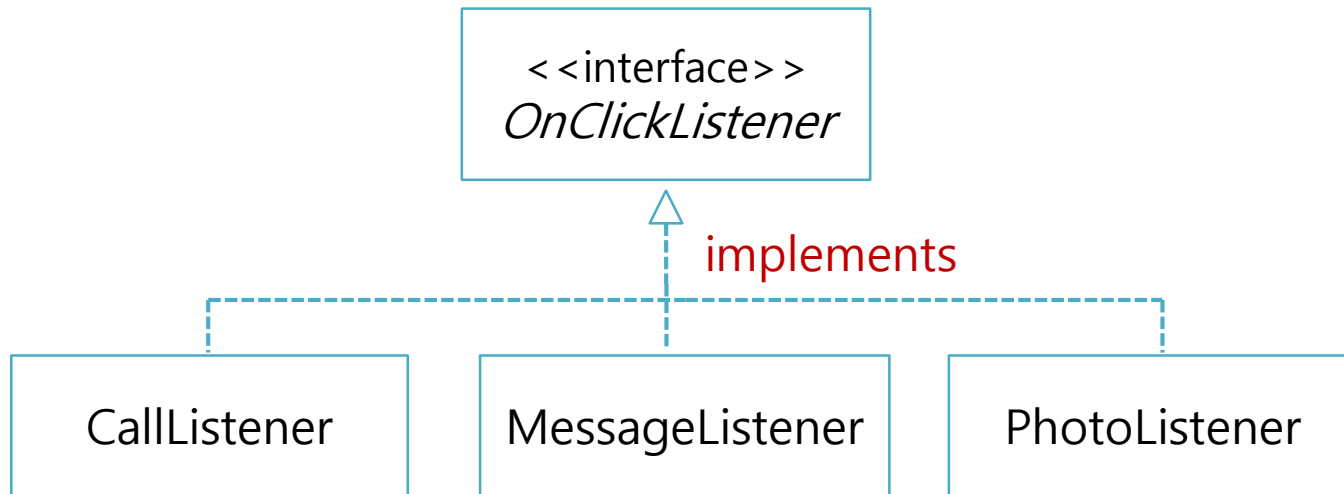 <<interface>>
OnClickListener
implements
CallListener
MessageListener
PhotoListener